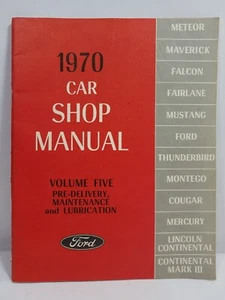 1970
CAR
SHOP
MANUAL
VOLUME FIVE
PRE-DELIVERY,
MAINTENANCE
and LUBRICATION
Ford
METEOR
MAVERICK
FALCON
FAIRLANE
MUSTANG
FORD
THUNDERBIRD
MONTEGO
COUGAR
MERCURY
LINCOLN
CONTINENTAL
CONTINENTAL
MARK III